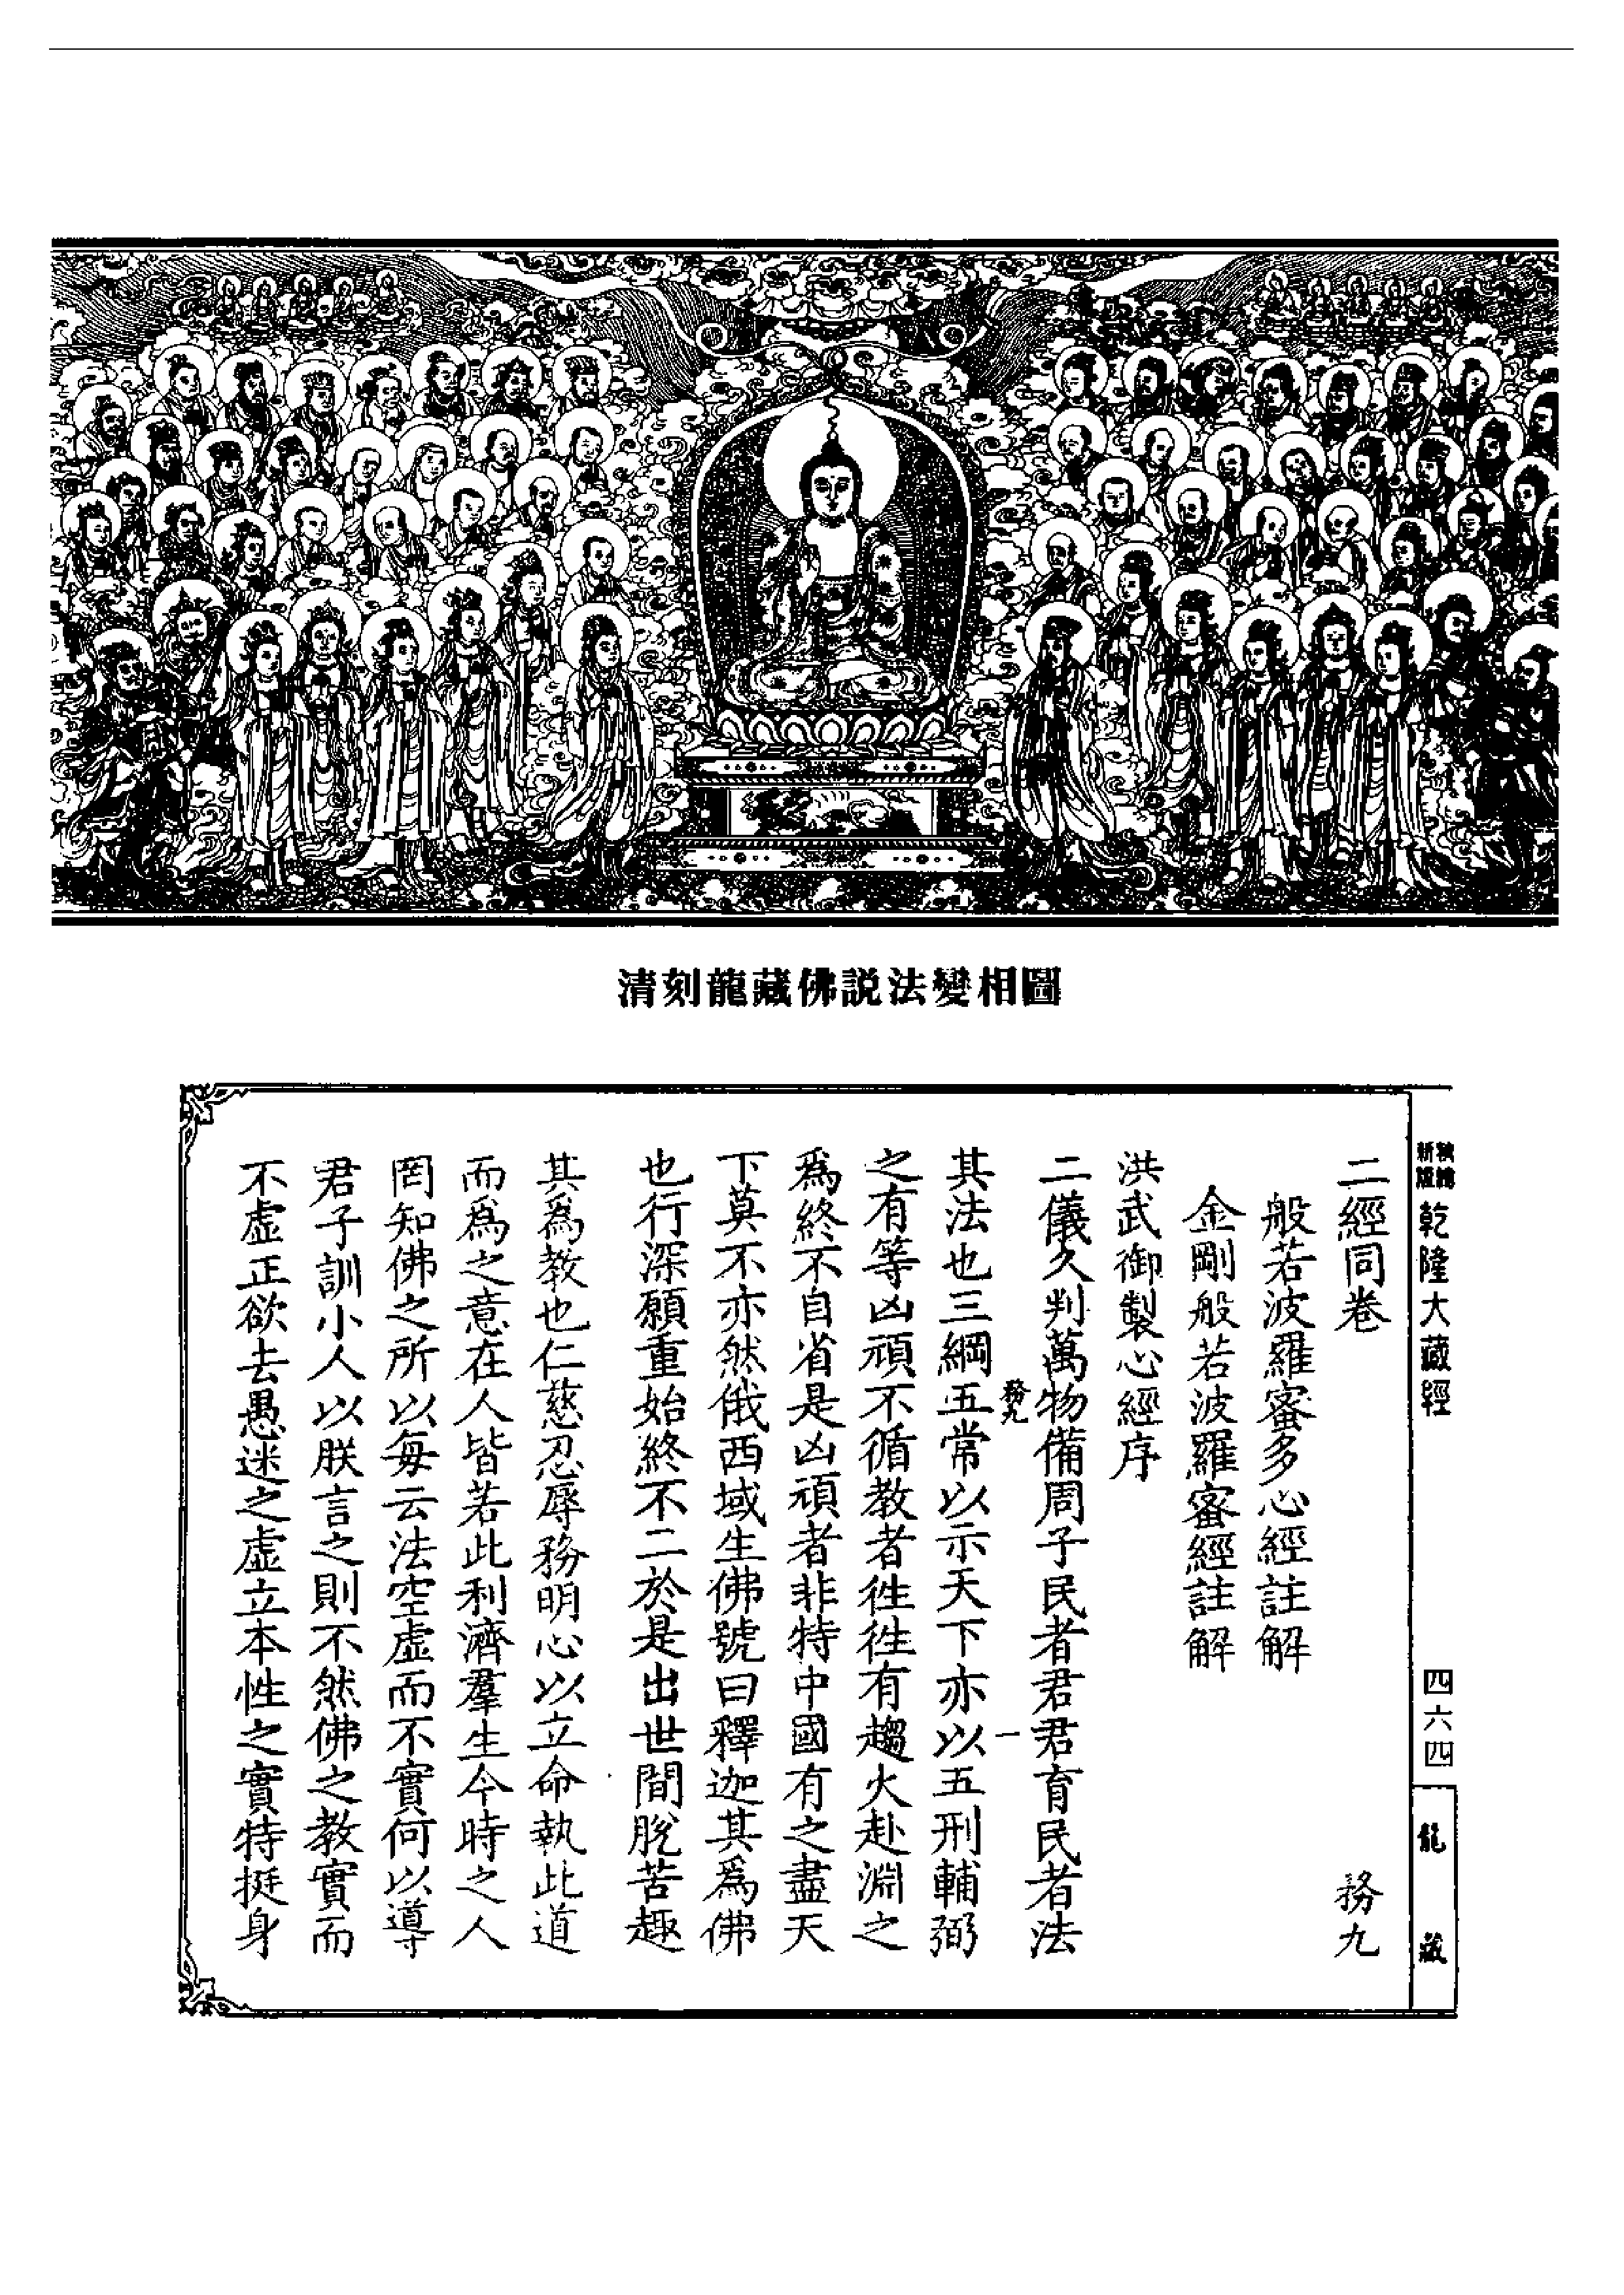 清刻龍藏佛説法變相圖
新版
乾隆大藏經
四六四
龍藏
二經同卷
務九
般若波羅蜜多心經註解
金剛般若波羅蜜經註解
洪武御製心經序
二儀久判萬物備周子民者君君育民者法
務九
一
其法也三綱五常以示天下亦以五刑輔弼
之有等凶頑不循教者徃徃有趨火赴淵之
爲終不自省是凶頑者非特中國有之盡天
下莫不亦然俄西域生佛號曰釋迦其爲佛
也行深願重始終不二於是出世間脫苦趣
其爲教也仁慈忍辱務明心以立命執此道
而爲之意在人皆若此利濟羣生今時之人
罔知佛之所以每云法空虛而不實何以導
君子訓小人以朕言之則不然佛之教實而
不虛正欲去愚迷之虛立本性之實特挺身